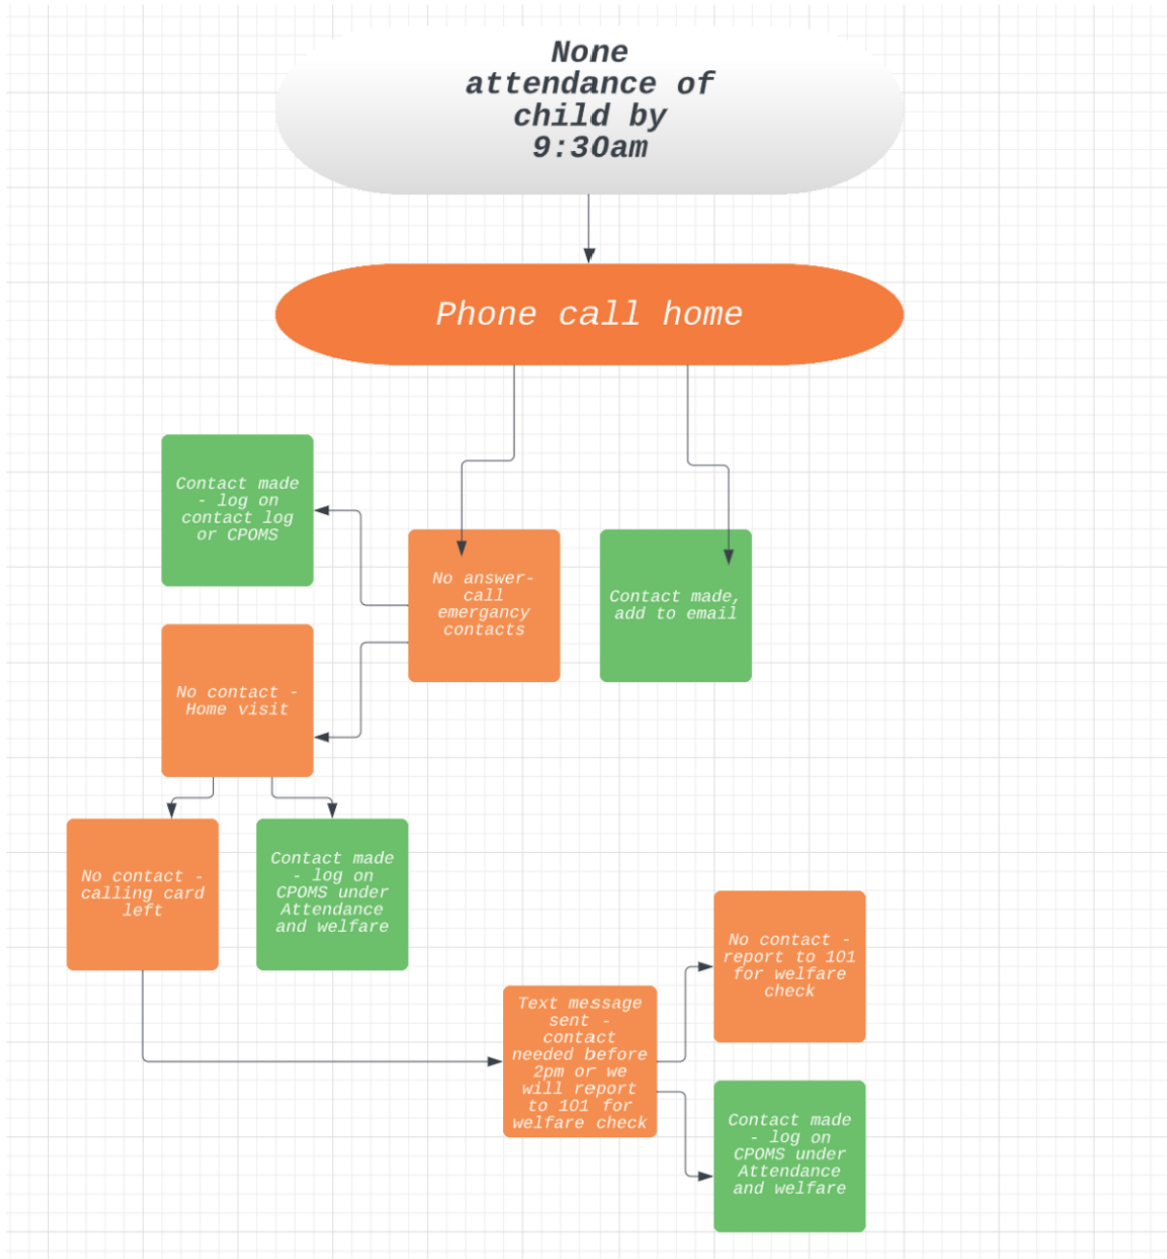 None
attendance of
child by
9:30am
Phone call home
Contact made
- log on
contact log
or CPOMS
No answer-
call
emergancy
contacts
Contact made,
add to email
No contact -
Home visit
No contact -
calling card
left
Contact made
- log on
CPOMS under
Attendance
and welfare
Text message
sent -
contact
needed before
2pm or we
will report
to 101 for
welfare check
No contact -
report to 101
for welfare
check
Contact made
- log on
CPOMS under
Attendance
and welfare